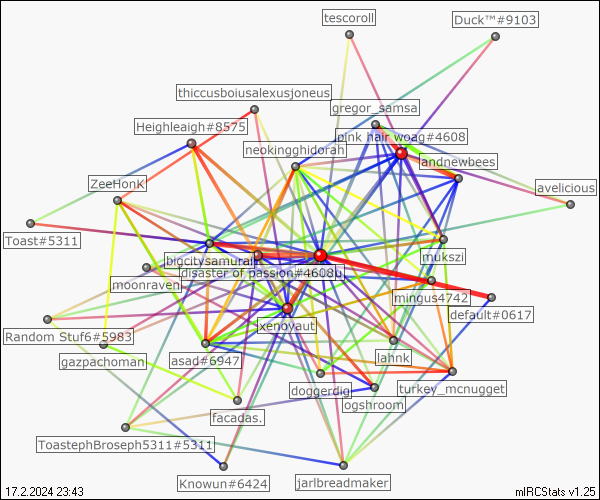 tescoroll
Duck™#9103
thiccusboiusalexusjoneus
gregor_samsa
Heighleaigh#8575
pink hair woag#4608
neokingghidorah
andnewbees
ZeeHonk
avelicious
Toast#5311
mukszi
bigcitysamurai
disaster of passion#4608
moonraven
mingus4742
default#0617
xenovaut
Random Stuf6#5983
lahnk
gazpachoman
asad#6947
doggerdig
turkey_mcnugget
ogshroom
facadas.
ToastephBroseph5311#5311
Knowun#6424
jarlbreadmaker
17.2.2024 23:43
mIRCStats v1.25